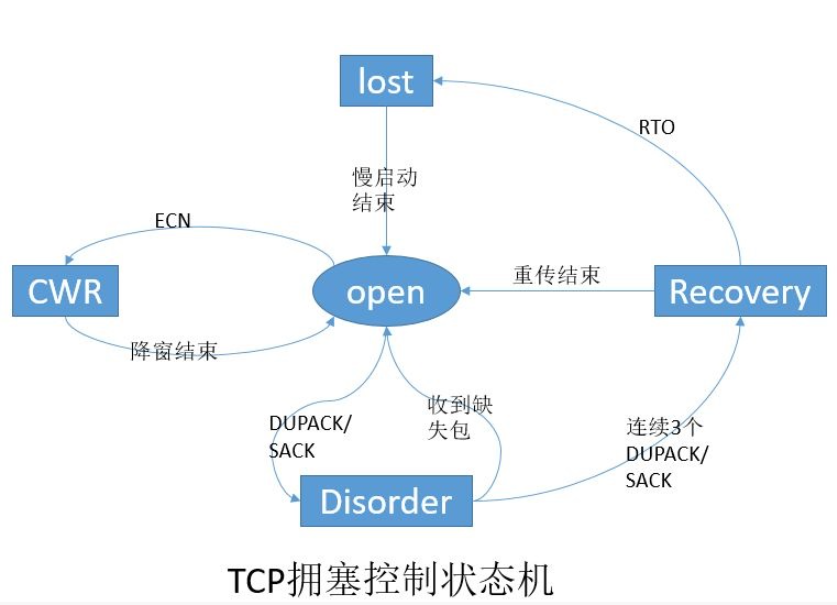 lost
RTO
慢启动
结束
ECN
CWR
open
重传结束
Recovery
降窗结束
DUPACK/
SACK
收到缺
失包
连续3个
DUPACK/
SACK
Disorder
TCP拥塞控制状态机